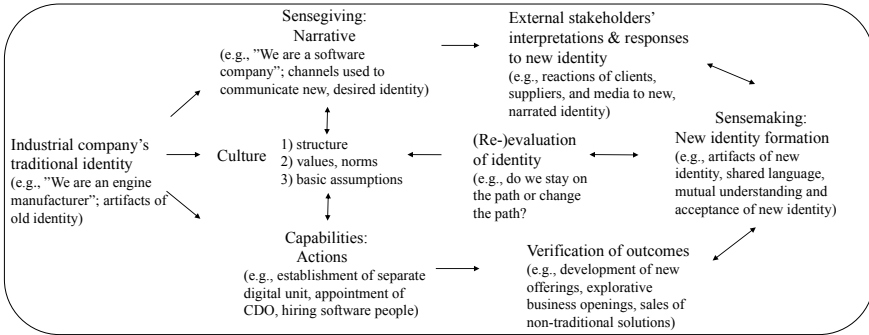 Sensegiving:
Narrative
(e.g., ”We are a software
company”; channels used to
communicate new, desired identity)
External stakeholders’
interpretations & responses
to new identity
(e.g., reactions of clients,
suppliers, and media to new,
narrated identity)
Industrial company’s
traditional identity
(e.g., ”We are an engine
manufacturer”; artifacts of
old identity)
Culture
1) structure
2) values, norms
3) basic assumptions
(Re-)evaluation
of identity
(e.g., do we stay on
the path or change
the path?
Sensemaking:
New identity formation
(e.g., artifacts of new
identity, shared language,
mutual understanding and
acceptance of new identity)
Capabilities:
Actions
(e.g., establishment of separate
digital unit, appointment of
CDO, hiring software people)
Verification of outcomes
(e.g., development of new
offerings, explorative
business openings, sales of
non-traditional solutions)